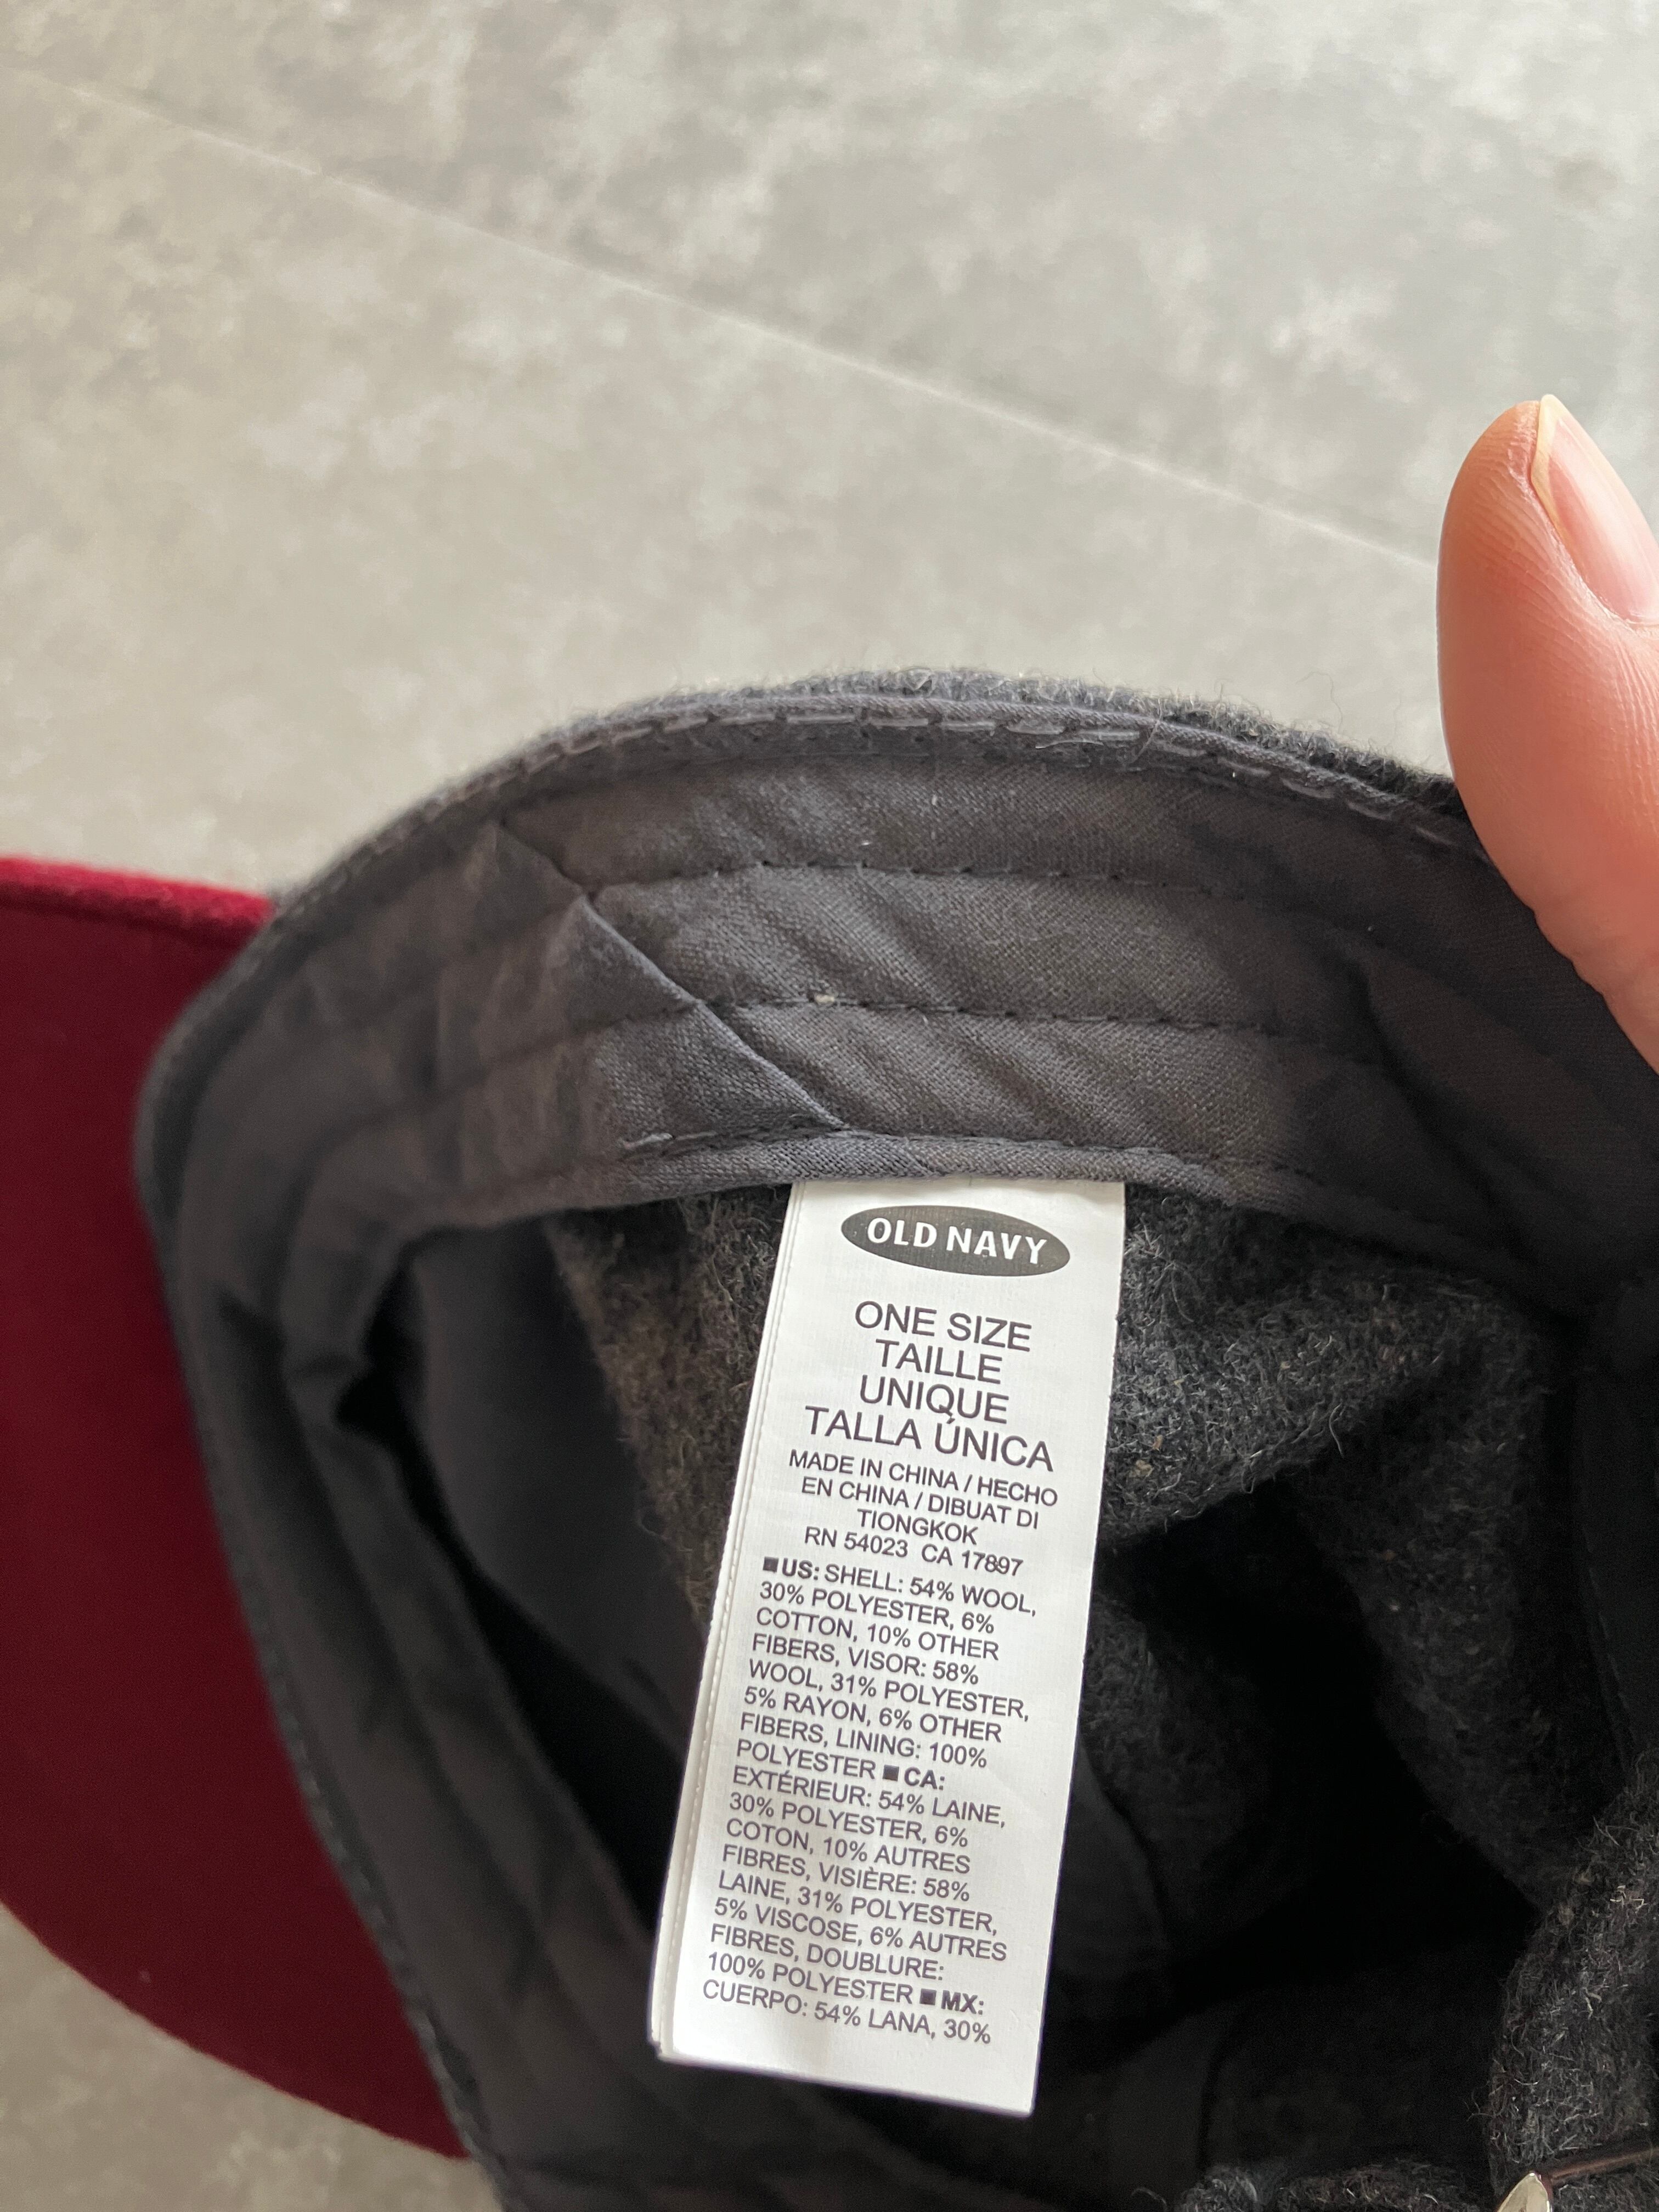 OLD NAVY
ONE SIZE
TAILLE
UNIQUE
TALLA ÚNICA
MADE IN CHINA / HECHO
EN CHINA / DIBUAT DI
TIONGKOK
RN 54023 CA 17897
■ US: SHELL: 54% WOOL,
30% POLYESTER, 6%
COTTON, 10% OTHER
FIBERS, VISOR: 58%
WOOL, 31% POLYESTER,
5% RAYON, 6% OTHER
FIBERS, LINING: 100%
POLYESTER ■ CA:
EXTÉRIEUR: 54% LAINE,
30% POLYESTER, 6%
COTON, 10% AUTRES
FIBRES, VISIÈRE: 58%
LAINE, 31% POLYESTER,
5% VISCOSE, 6% AUTRES
FIBRES, DOUBLURE:
100% POLYESTER ■ MX:
CUERPO: 54% LANA, 30%